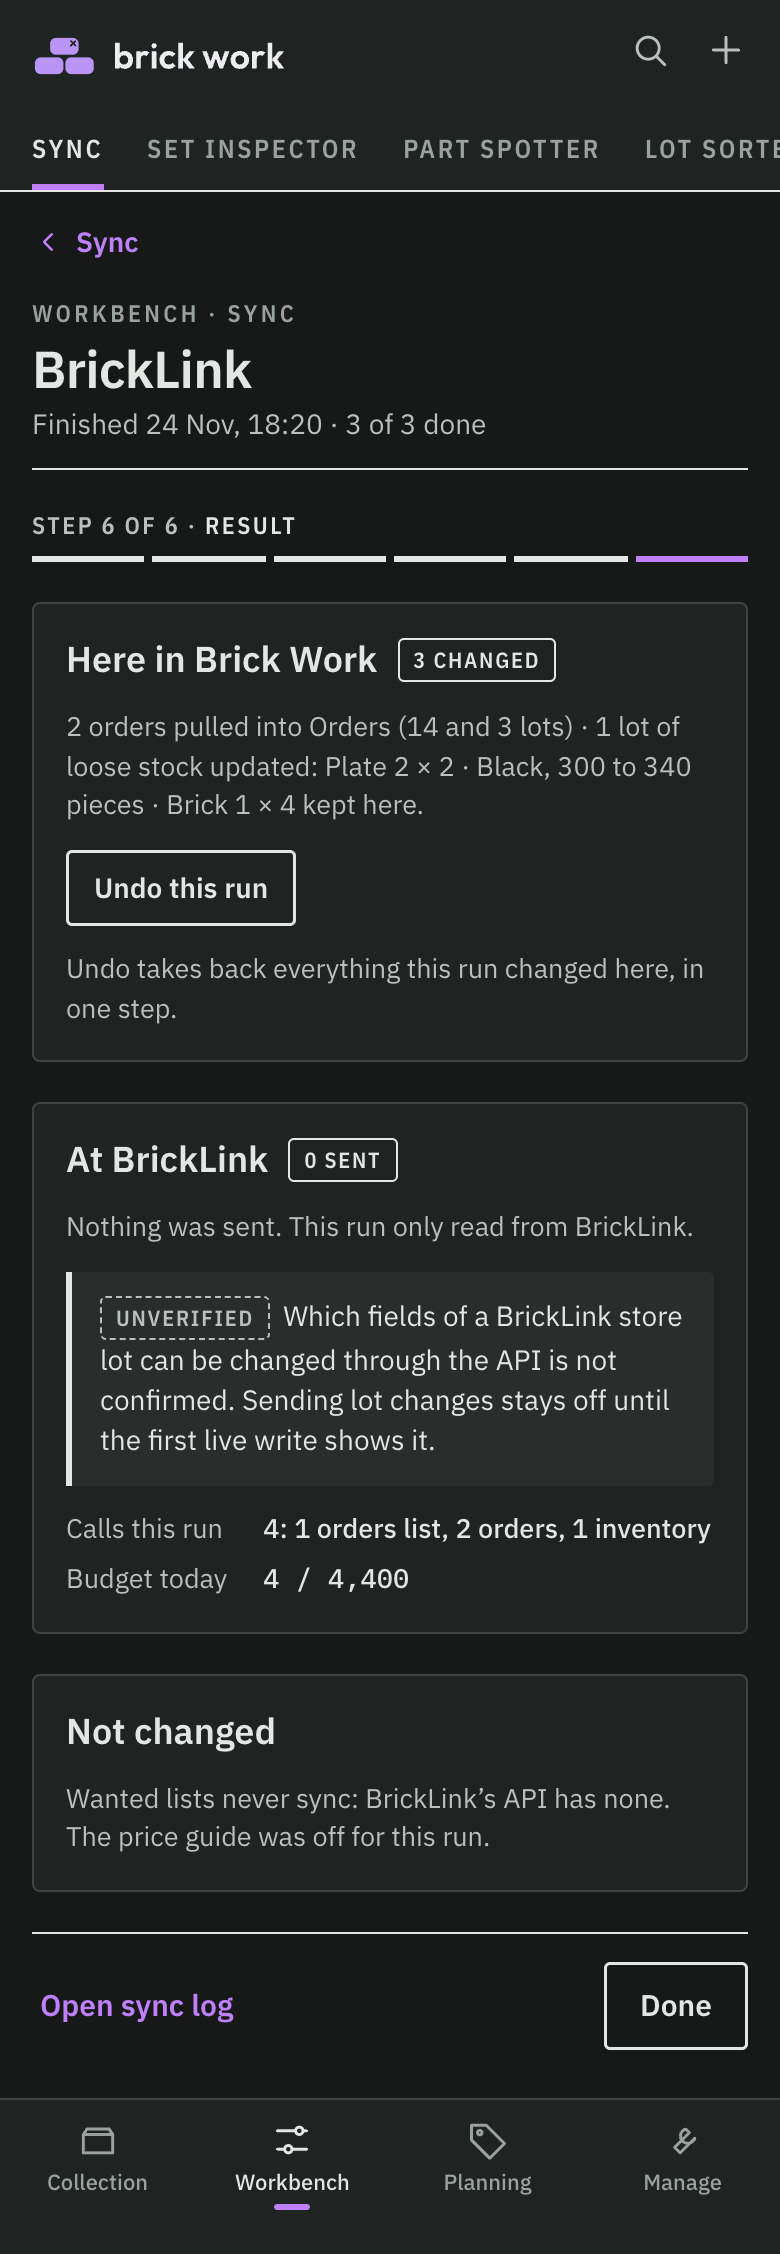 brick work
SYNC SET INSPECTOR PART SPOTTER LOT SORTE
Sync
WORKBENCH · SYNC
BrickLink
Finished 24 Nov, 18:20 · 3 of 3 done
STEP 6 OF 6 · RESULT
Here in Brick Work 3 CHANGED
2 orders pulled into Orders (14 and 3 lots) · 1 lot of
loose stock updated: Plate 2 × 2 · Black, 300 to 340
pieces · Brick 1 × 4 kept here.
Undo this run
Undo takes back everything this run changed here, in
one step.
At BrickLink 0 SENT
Nothing was sent. This run only read from BrickLink.
UNVERIFIED Which fields of a BrickLink store
lot can be changed through the API is not
confirmed. Sending lot changes stays off until
the first live write shows it.
Calls this run 4: 1 orders list, 2 orders, 1 inventory
Budget today 4 / 4,400
Not changed
Wanted lists never sync: BrickLink’s API has none.
The price guide was off for this run.
Open sync log Done
Collection Workbench Planning Manage